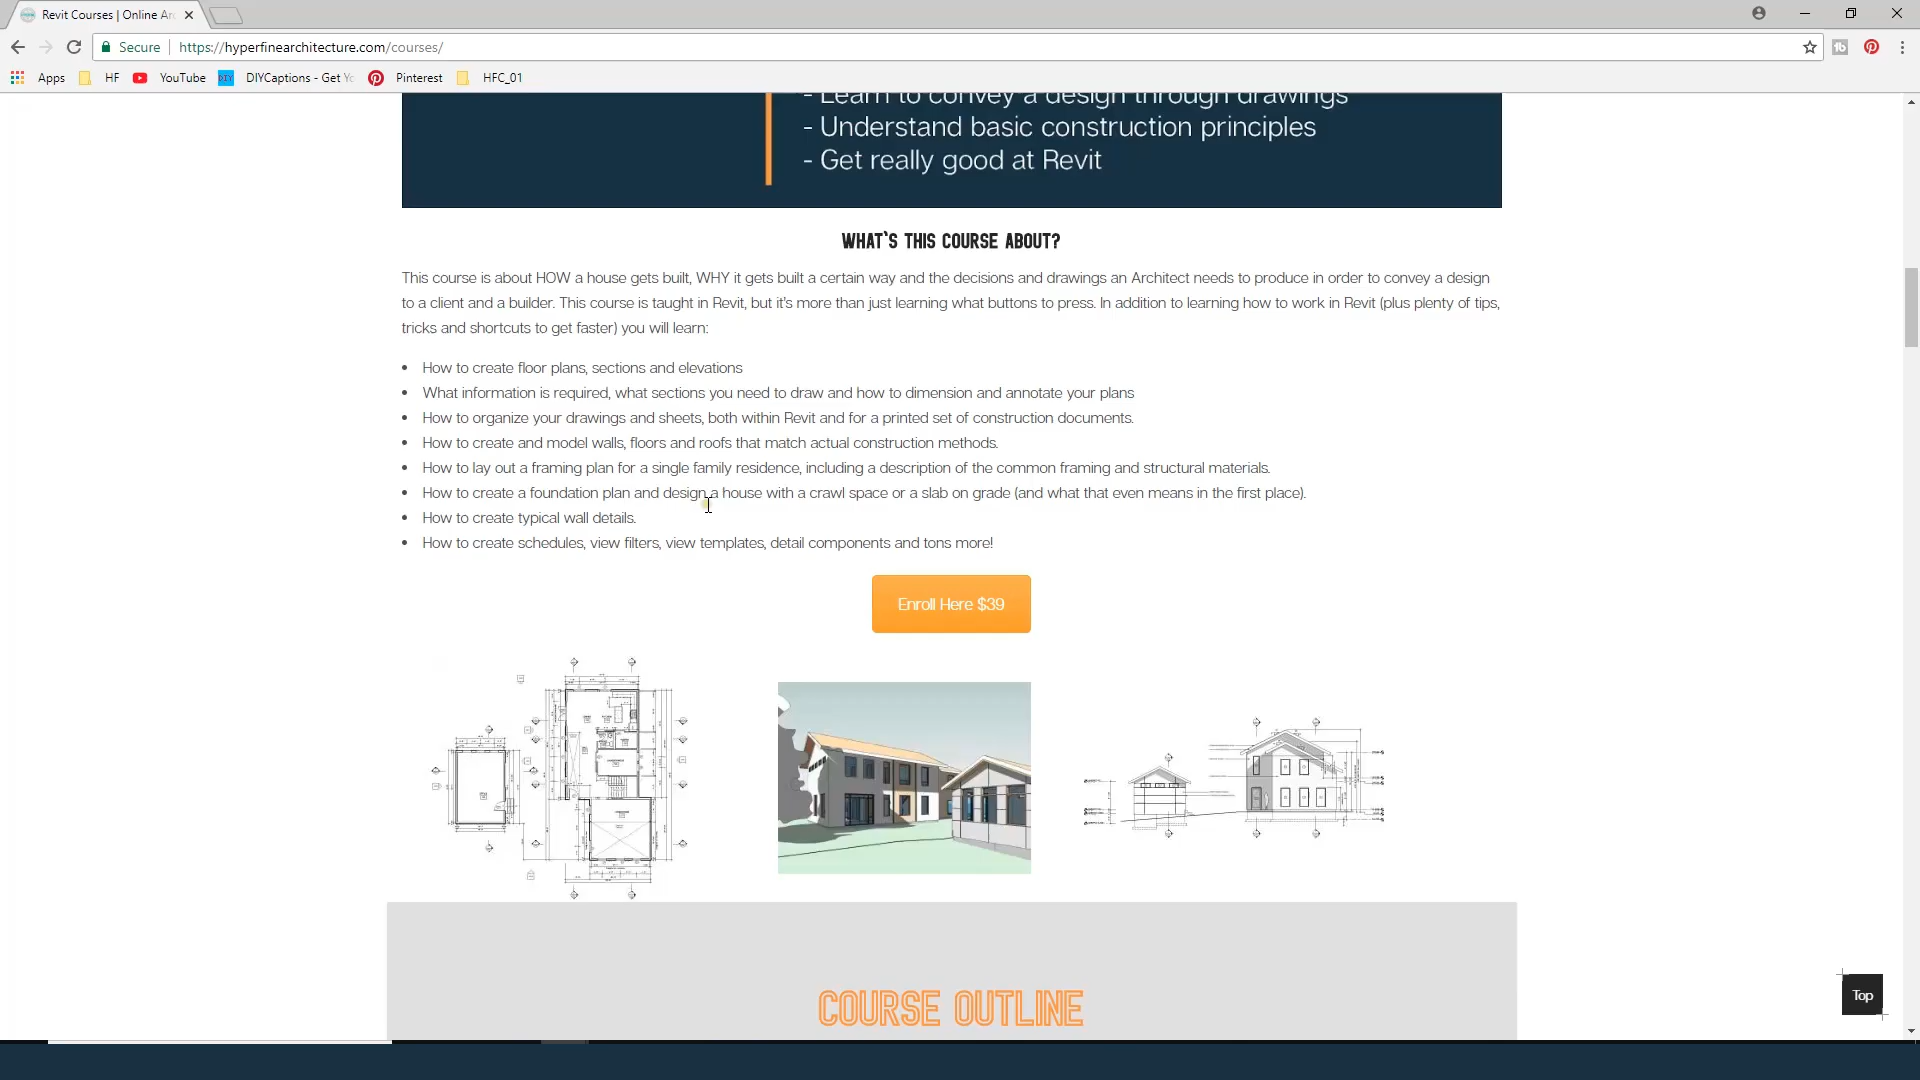 Revit Courses | Online Ar
Secure
https://hyperfinearchitecture.com/courses/
Apps
HF
YouTube
DIY
DIYCaptions - Get Yo
Pinterest
HFC_01
- Learn to convey a design through drawings
- Understand basic construction principles
- Get really good at Revit
WHAT'S THIS COURSE ABOUT?
This course is about HOW a house gets built, WHY it gets built a certain way and the decisions and drawings an Architect needs to produce in order to convey a design
to a client and a builder. This course is taught in Revit, but it's more than just learning what buttons to press. In addition to learning how to work in Revit (plus plenty of tips,
tricks and shortcuts to get faster) you will learn:
• How to create floor plans, sections and elevations
• What information is required, what sections you need to draw and how to dimension and annotate your plans
• How to organize your drawings and sheets, both within Revit and for a printed set of construction documents.
• How to create and model walls, floors and roofs that match actual construction methods.
• How to lay out a framing plan for a single family residence, including a description of the common framing and structural materials.
• How to create a foundation plan and design a house with a crawl space or a slab on grade (and what that even means in the first place).
• How to create typical wall details.
• How to create schedules, view filters, view templates, detail components and tons more!
Enroll Here $39
COURSE OUTLINE
Top